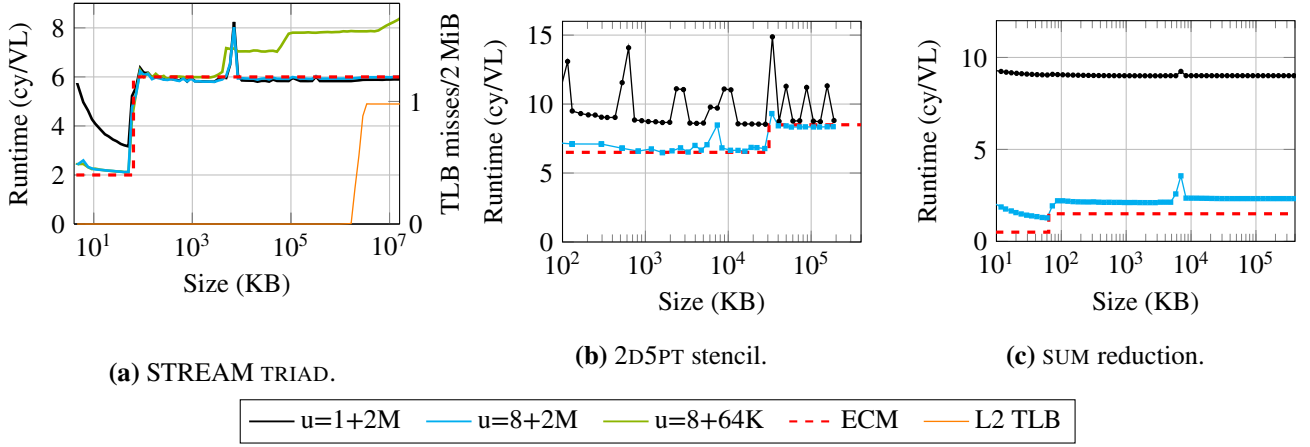 8
6
4
2
0
Runtime (cy/VL)
1
0
TLB misses/2 MiB
10^1
10^3
10^5
10^7
Size (KB)
(a) STREAM TRIAD.
15
10
5
0
Runtime (cy/VL)
10^2
10^3
10^4
10^5
Size (KB)
(b) 2D5PT stencil.
10
5
0
Runtime (cy/VL)
10^1
10^2
10^3
10^4
10^5
Size (KB)
(c) SUM reduction.
u=1+2M u=8+2M u=8+64K ECM L2 TLB